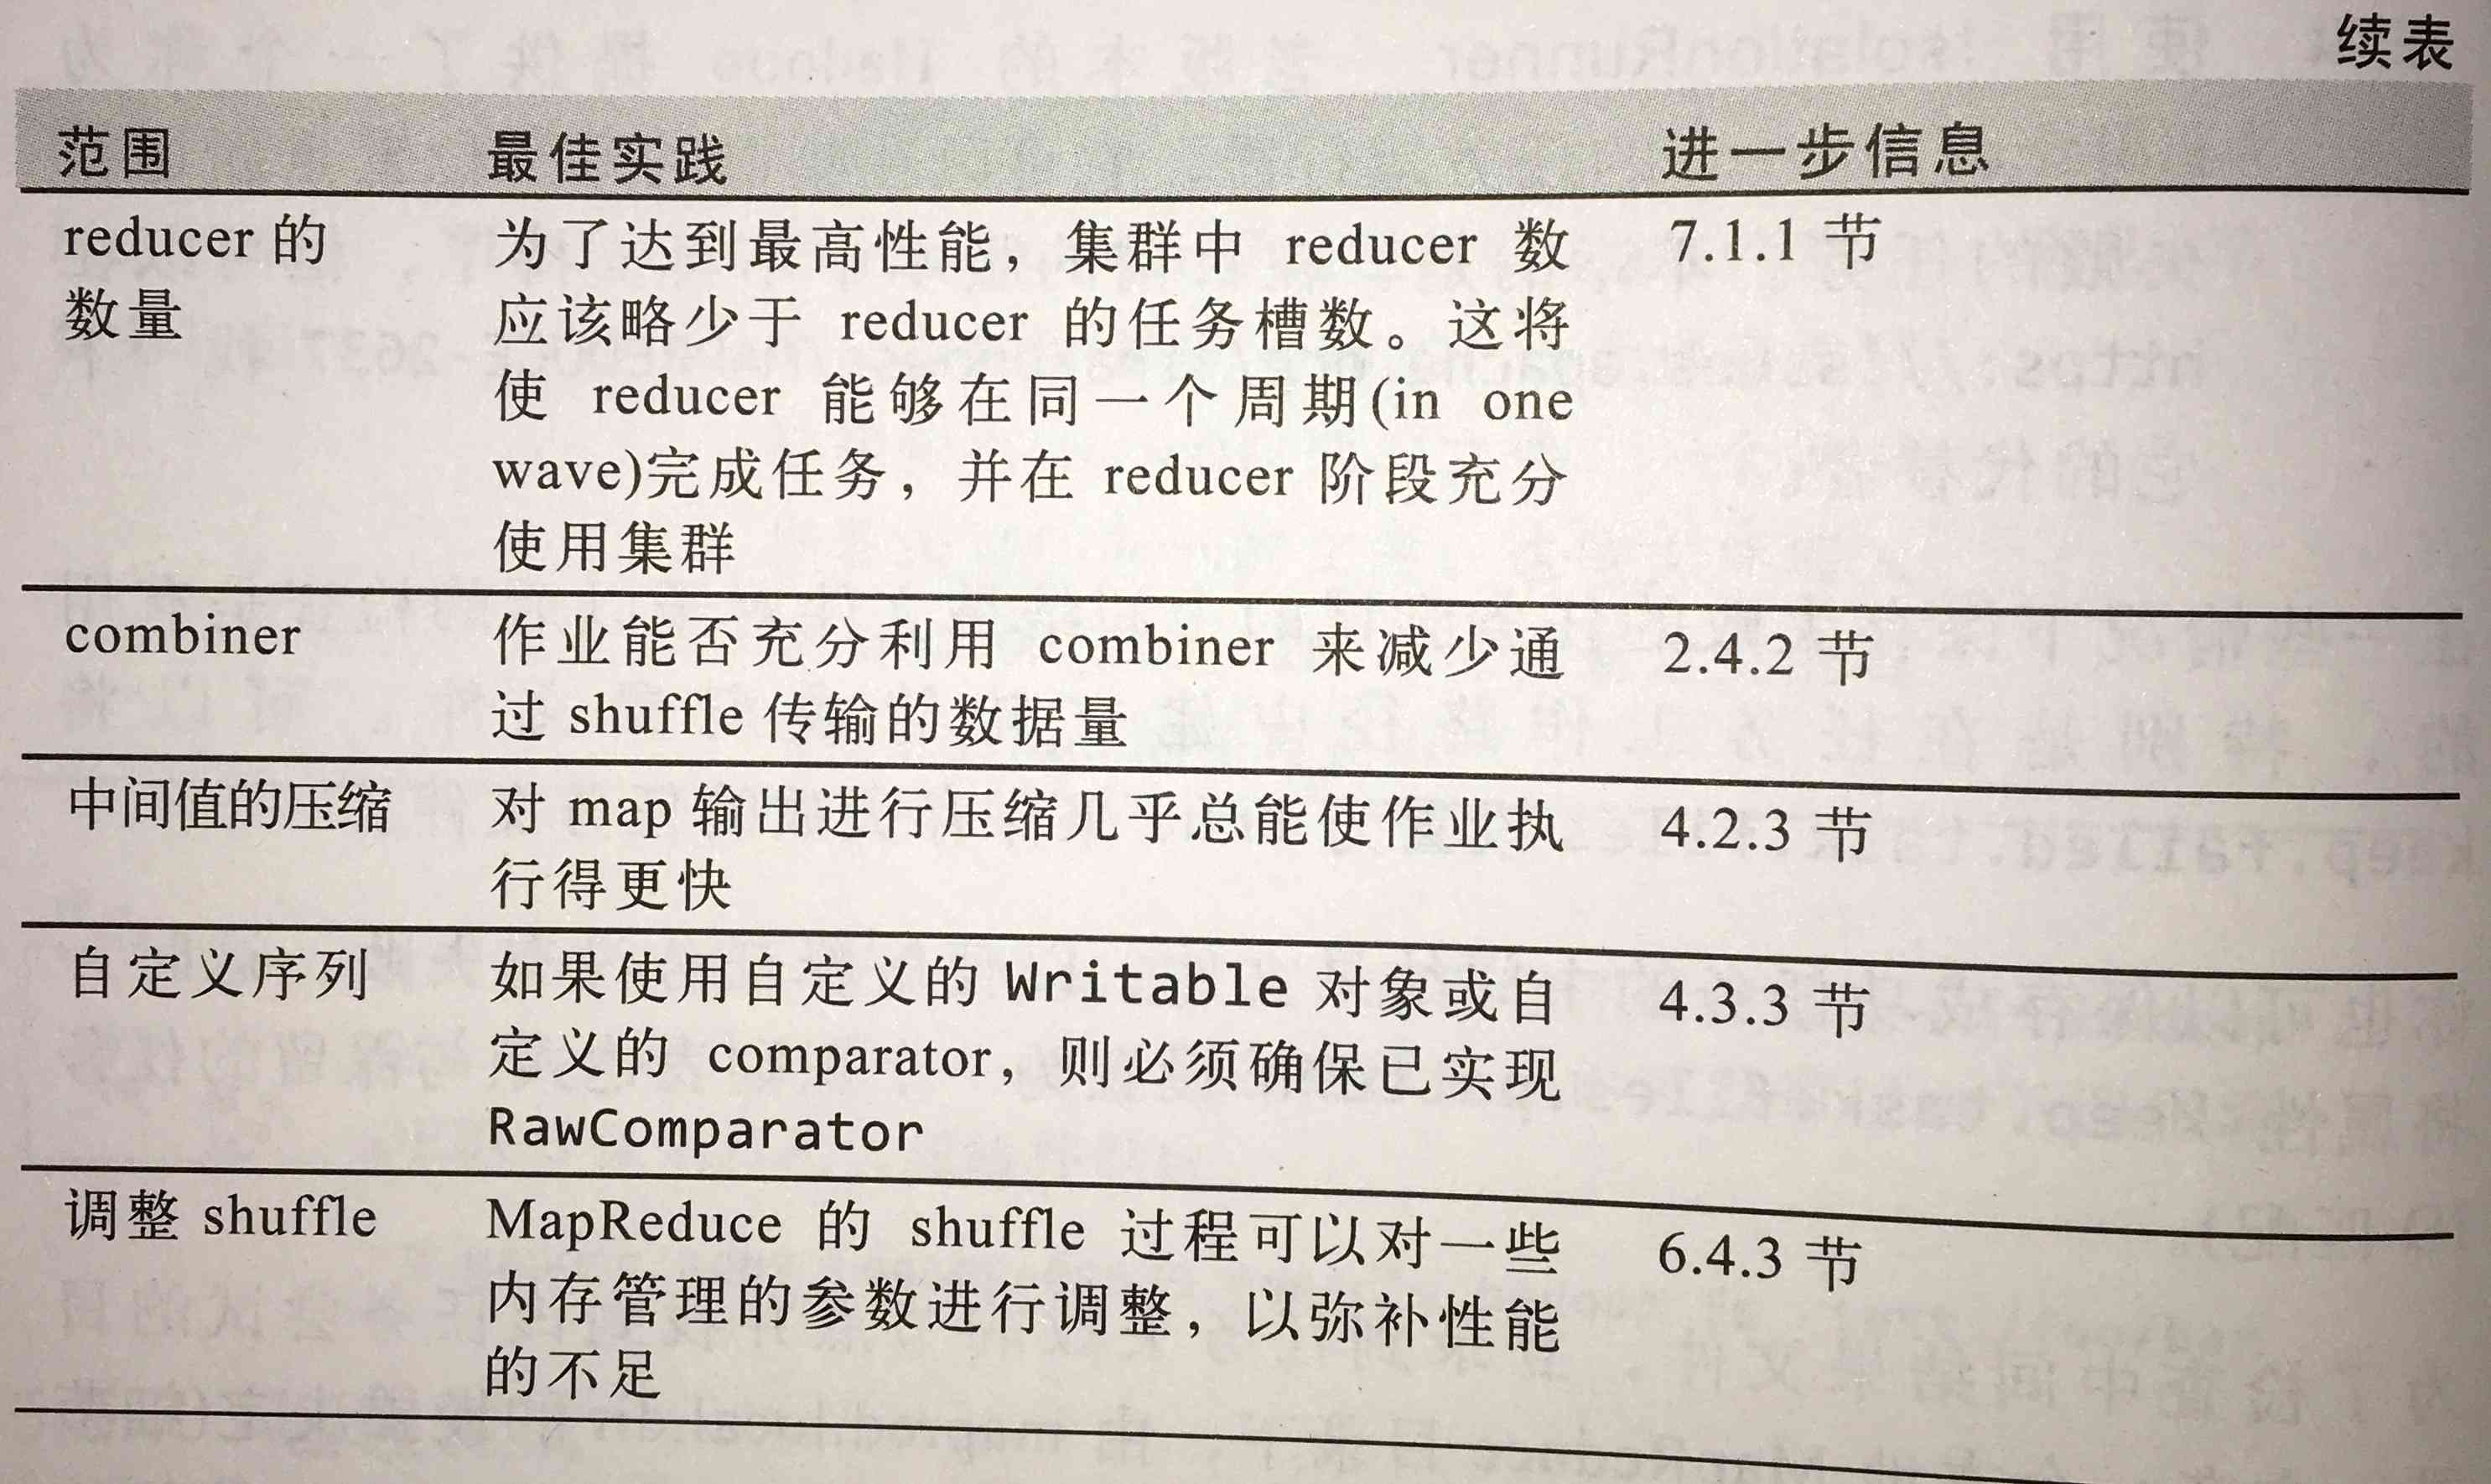 续表
范围 最佳实践 进一步信息
reducer 的 为了达到最高性能，集群中 reducer 数 7.1.1 节
数量 应该略少于 reducer 的任务槽数。这将
使 reducer 能够在同一个周期(in one
wave)完成任务，并在 reducer 阶段充分
使用集群
combiner 作业能否充分利用 combiner 来减少通 2.4.2 节
过 shuffle 传输的数据量
中间值的压缩 对 map 输出进行压缩几乎总能使作业执 4.2.3 节
行得更快
自定义序列 如果使用自定义的 Writable 对象或自 4.3.3 节
定义的 comparator，则必须确保已实现
RawComparator
调整 shuffle MapReduce 的 shuffle 过程可以对一些 6.4.3 节
内存管理的参数进行调整，以弥补性能
的不足